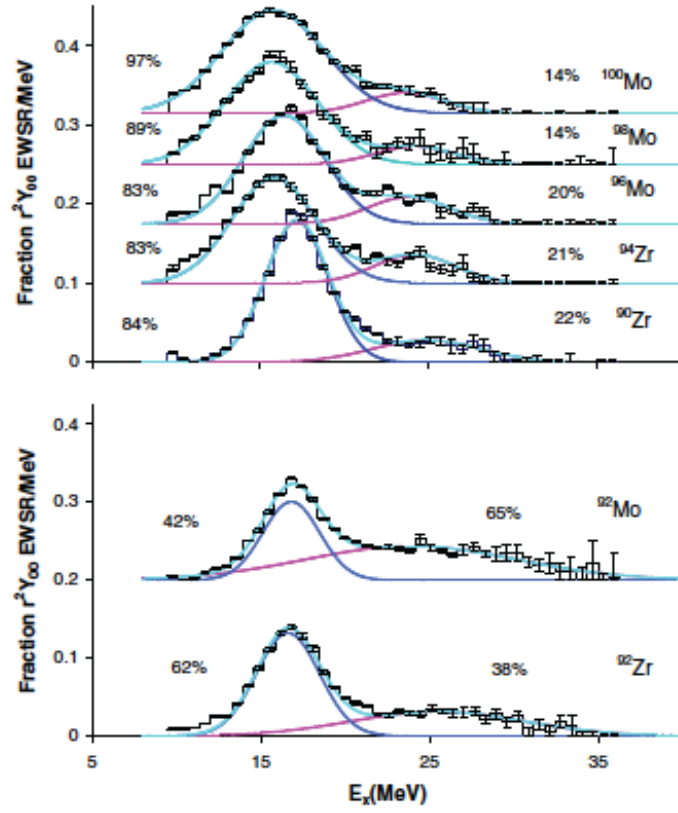 0.4
97%
14% ¹⁰⁰Mo
0.3
89%
14% ⁹⁸Mo
0.2
83%
20% ⁹⁶Mo
83%
21% ⁹⁴Zr
0.1
84%
22% ⁹⁰Zr
0
Fraction r²Y₀₀ EWSR/MeV
0.4
0.3
42%
65%
⁹²Mo
0.2
0.1
62%
38%
⁹²Zr
0
Fraction r²Y₀₀ EWSR/MeV
5 15 25 35
Eₓ(MeV)